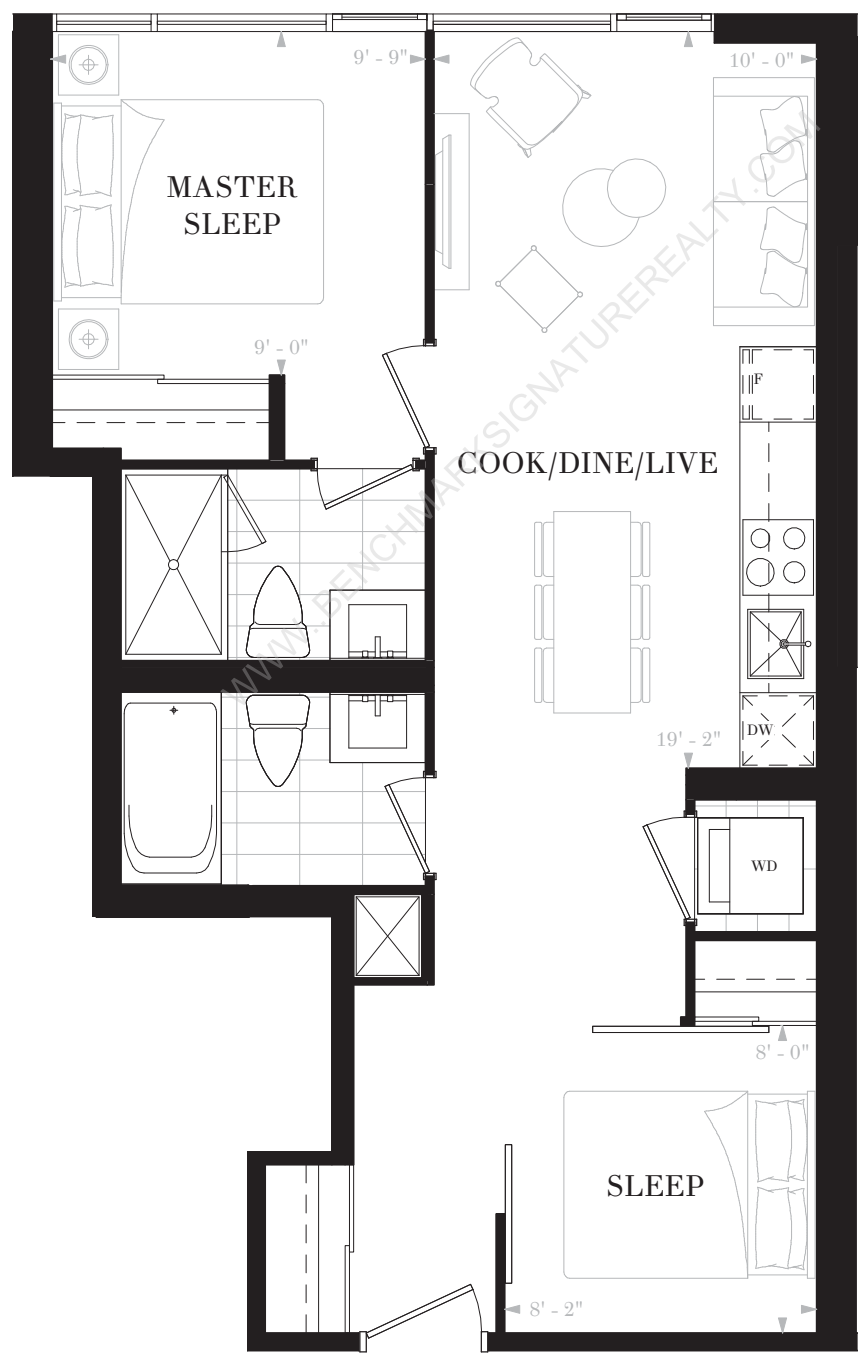 9' - 9"
10' - 0"
MASTER
SLEEP
9' - 0"
F
COOK/DINE/LIVE
WWW..BENCHMARKSIGNATUREREALTY.COM
DW
19' - 2"
WD
8' - 0"
SLEEP
8' - 2"